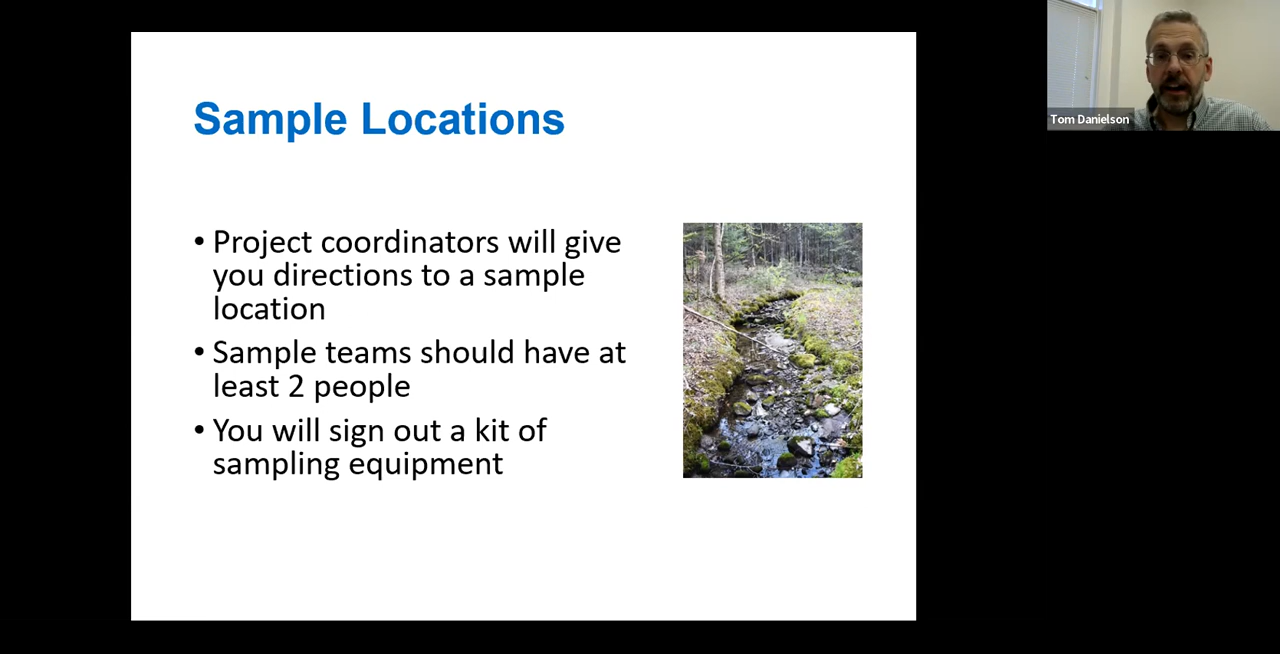 Sample Locations
Tom Danielson
• Project coordinators will give
you directions to a sample
location
• Sample teams should have at
least 2 people
• You will sign out a kit of
sampling equipment